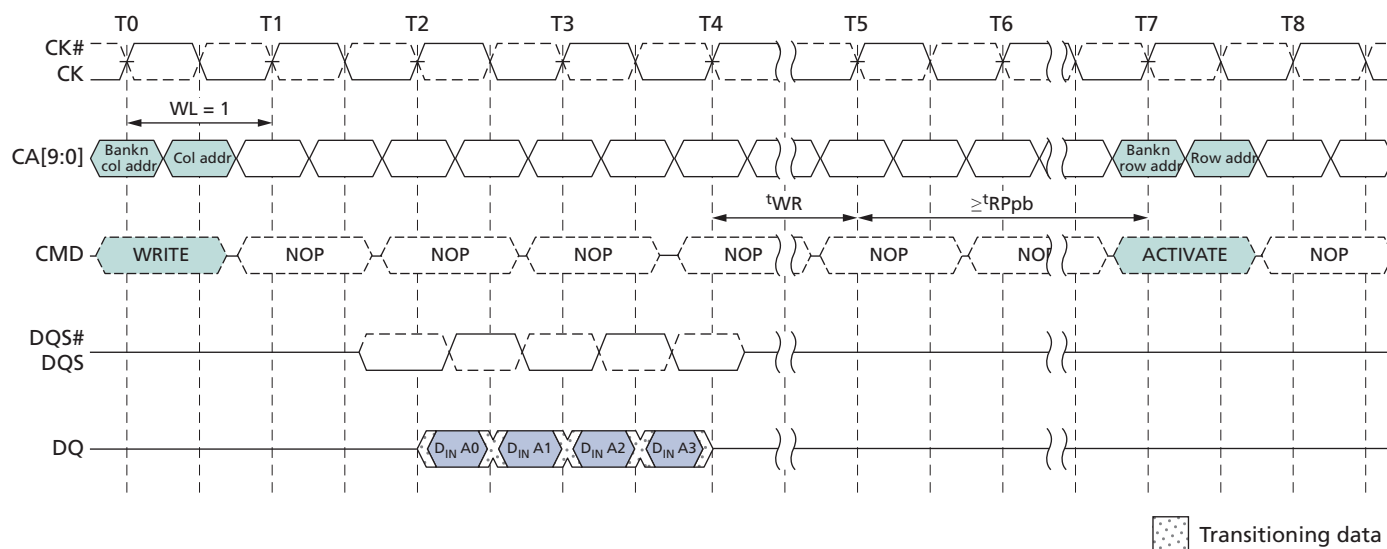 T0 T1 T2 T3 T4 T5 T6 T7 T8
CK#
CK
WL = 1
CA[9:0]
Bankn
col addr
Col addr
Bankn
row addr
Row addr
tWR
≥tRPpb
CMD
WRITE NOP NOP NOP NOP NOP NOP ACTIVATE NOP
DQS#
DQS
DQ
DIN A0 DIN A1 DIN A2 DIN A3
Transitioning data